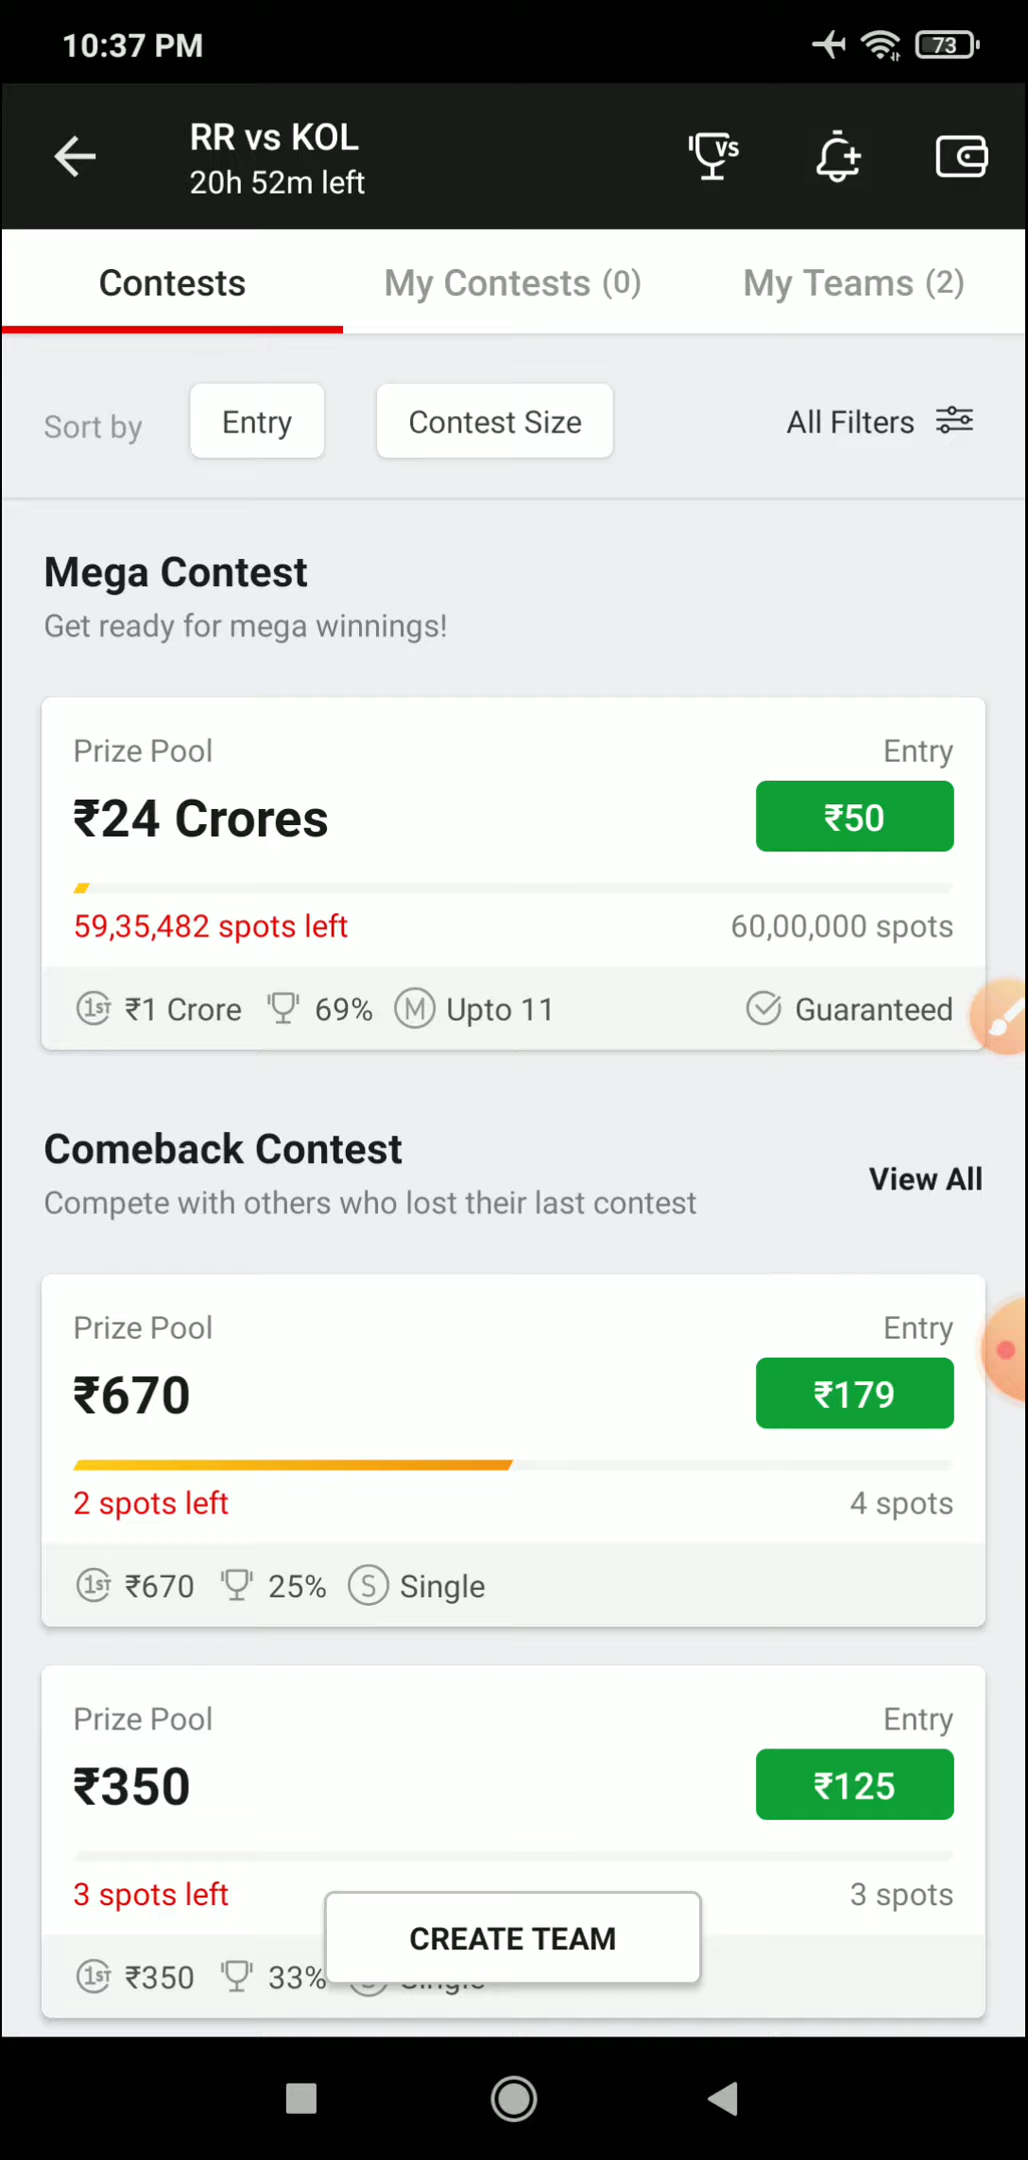 10:37 PM
73
RR vs KOL
20h 52m left
VS
Contests
My Contests (0)
My Teams (2)
Sort by
Entry
Contest Size
All Filters
Mega Contest
Get ready for mega winnings!
Prize Pool
Entry
₹24 Crores
₹50
59,35,482 spots left
60,00,000 spots
1ST ₹1 Crore
69%
M Upto 11
Guaranteed
Comeback Contest
View All
Compete with others who lost their last contest
Prize Pool
Entry
₹670
₹179
2 spots left
4 spots
1ST ₹670
25%
S Single
Prize Pool
Entry
₹350
₹125
3 spots left
3 spots
CREATE TEAM
1ST ₹350
33%
Single